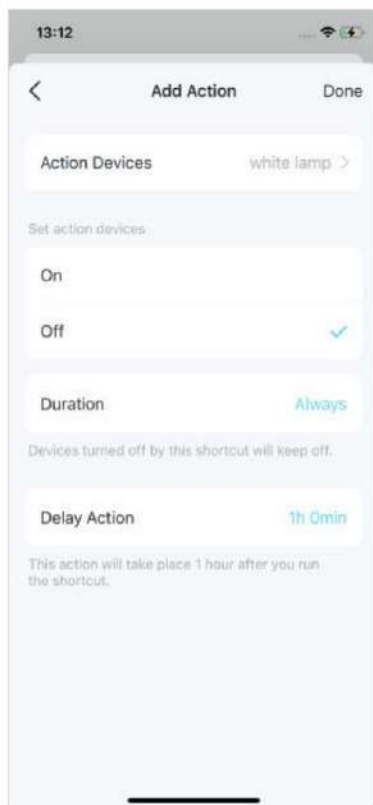 13:12
Add Action Done
Action Devices white lamp
Set action devices
On
Off
Duration Always
Devices turned off by this shortcut will keep off.
Delay Action 1h 0min
This action will take place 1 hour after you run
the shortcut.